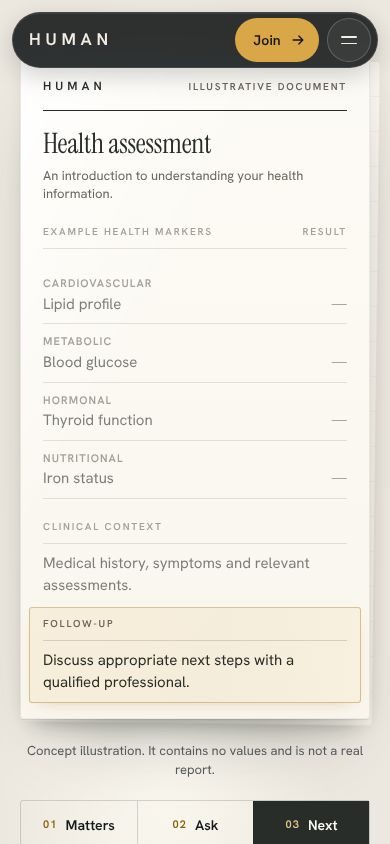 HUMAN
Join →
HUMAN
ILLUSTRATIVE DOCUMENT
Health assessment
An introduction to understanding your health
information.
EXAMPLE HEALTH MARKERS
RESULT
CARDIOVASCULAR
Lipid profile —
METABOLIC
Blood glucose —
HORMONAL
Thyroid function —
NUTRITIONAL
Iron status —
CLINICAL CONTEXT
Medical history, symptoms and relevant
assessments.
FOLLOW-UP
Discuss appropriate next steps with a
qualified professional.
Concept illustration. It contains no values and is not a real
report.
01 Matters
02 Ask
03 Next